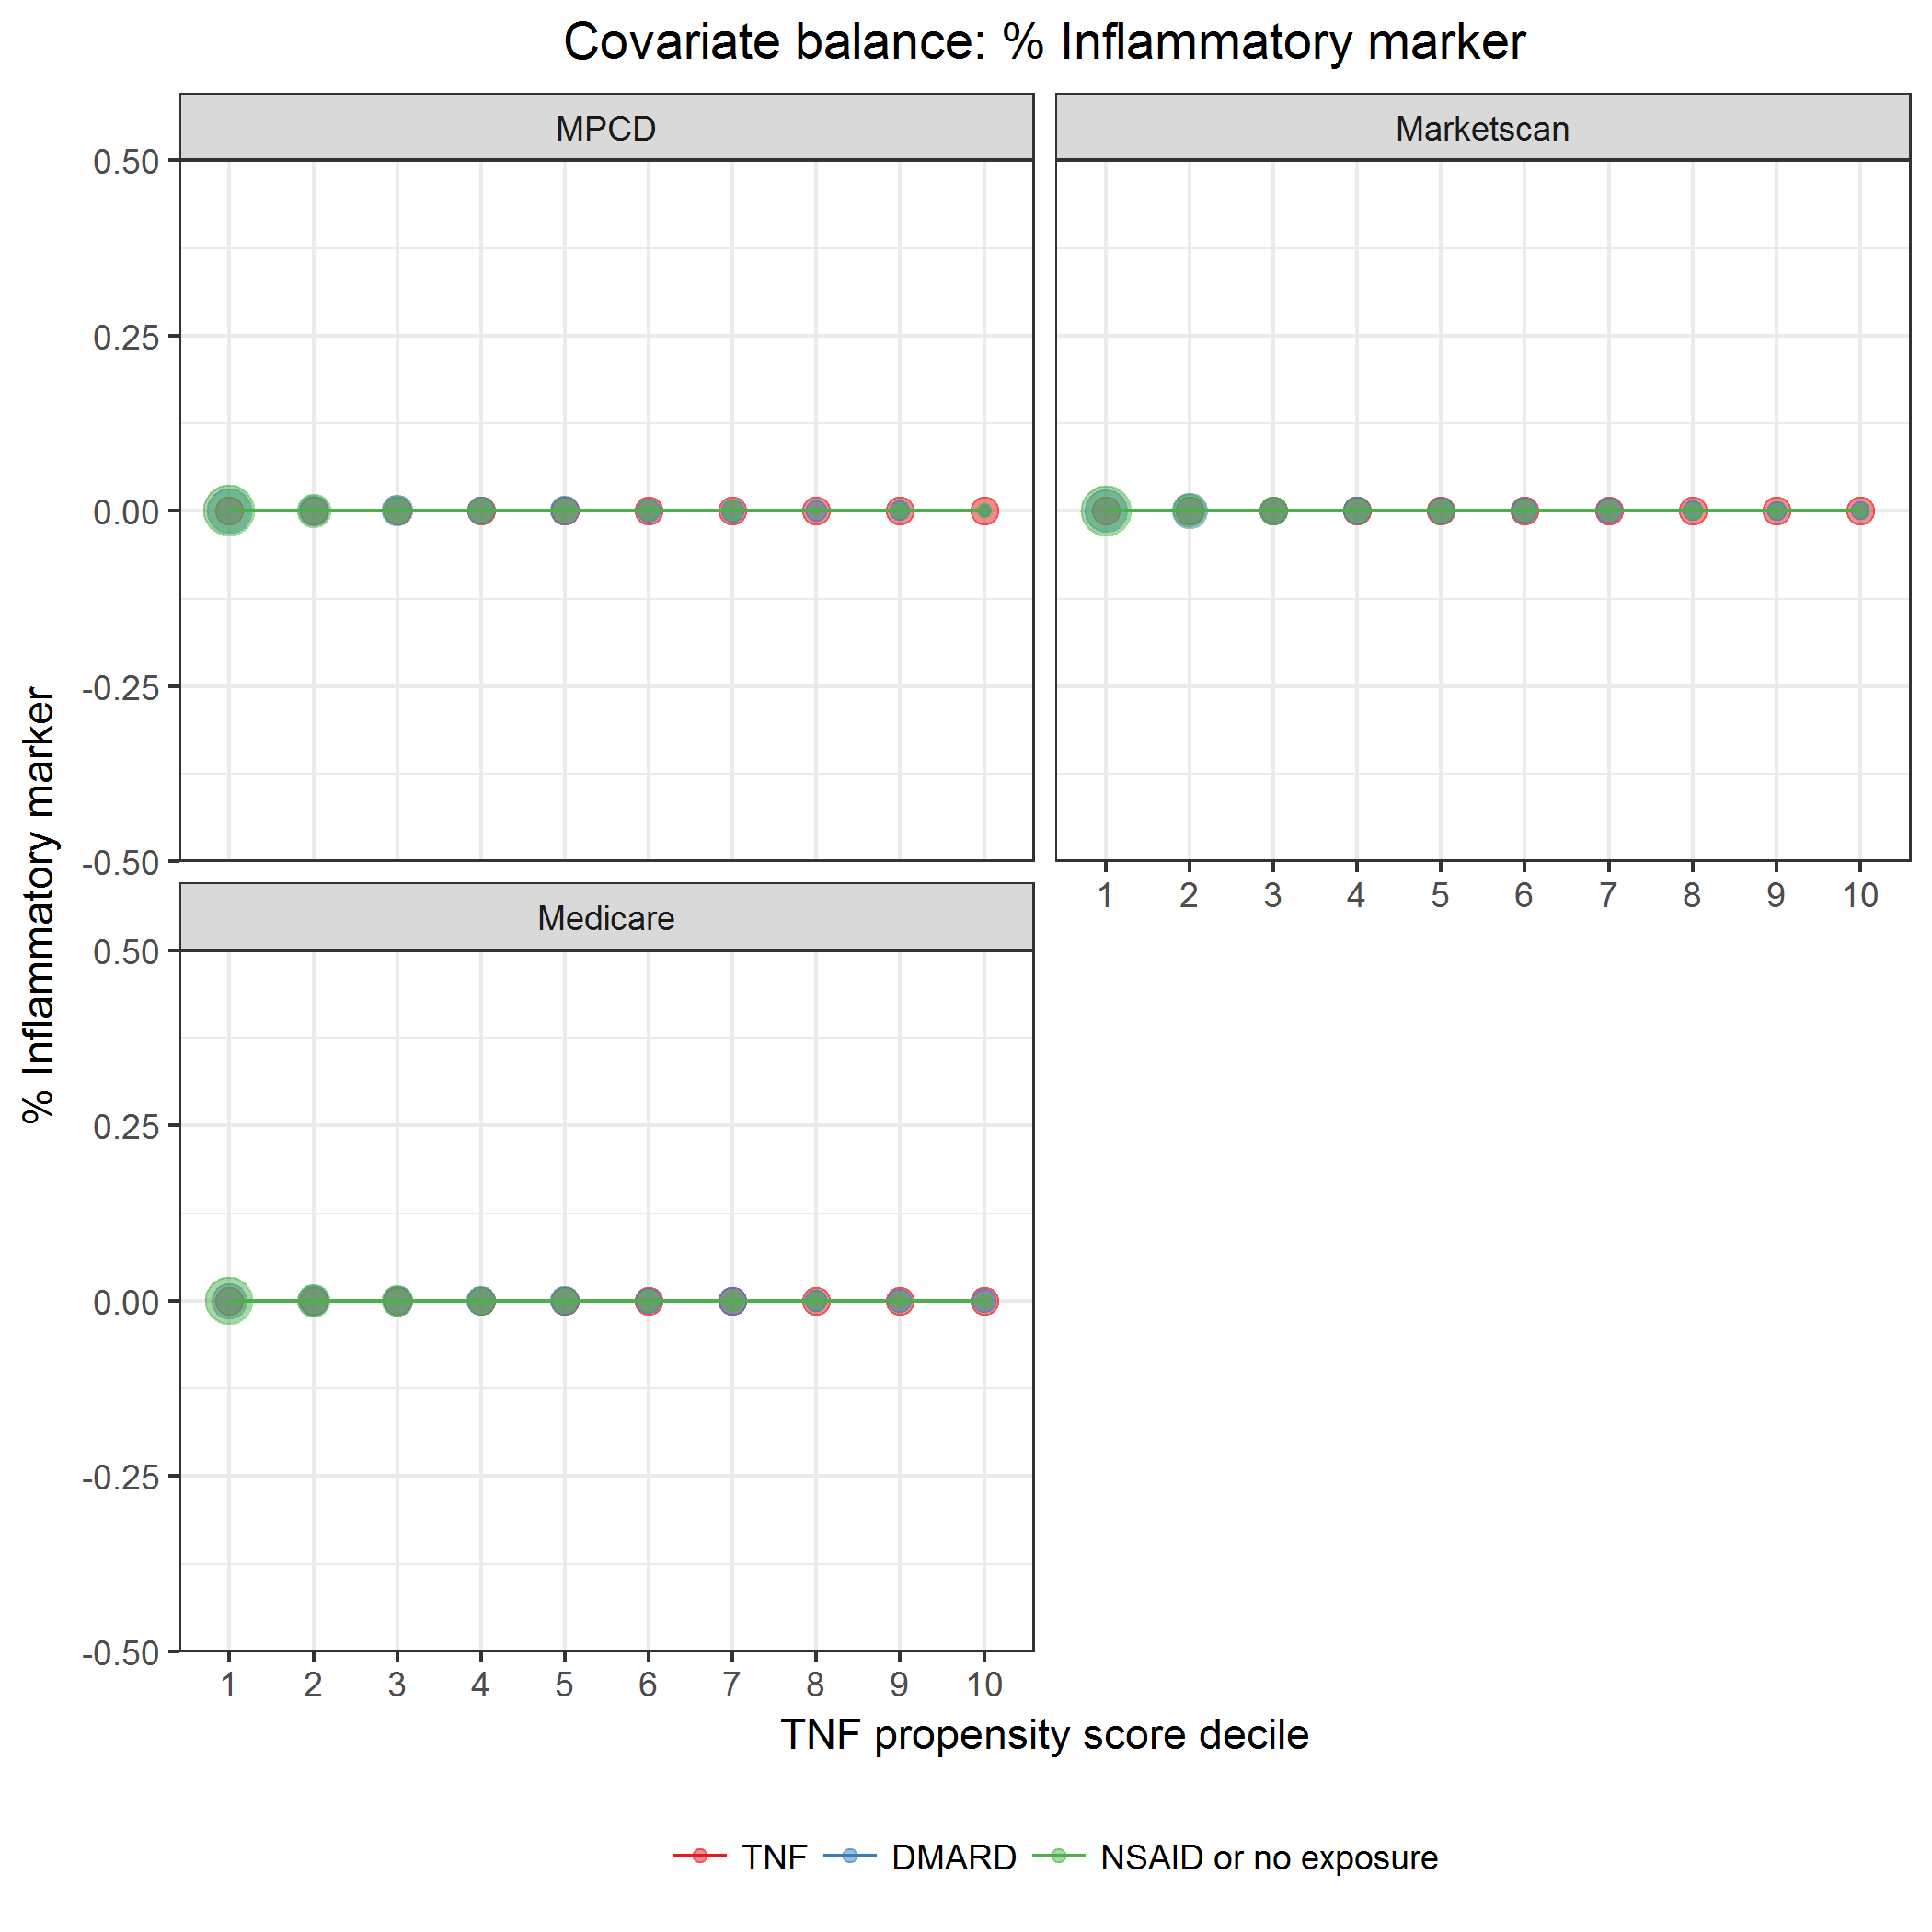 Covariate balance: % Inflammatory marker
MPCD
Marketscan
0.50
0.25
0.00
-0.25
-0.50
1 2 3 4 5 6 7 8 9 10
Medicare
0.50
0.25
0.00
-0.25
-0.50
1 2 3 4 5 6 7 8 9 10
% Inflammatory marker
TNF propensity score decile
TNF DMARD NSAID or no exposure